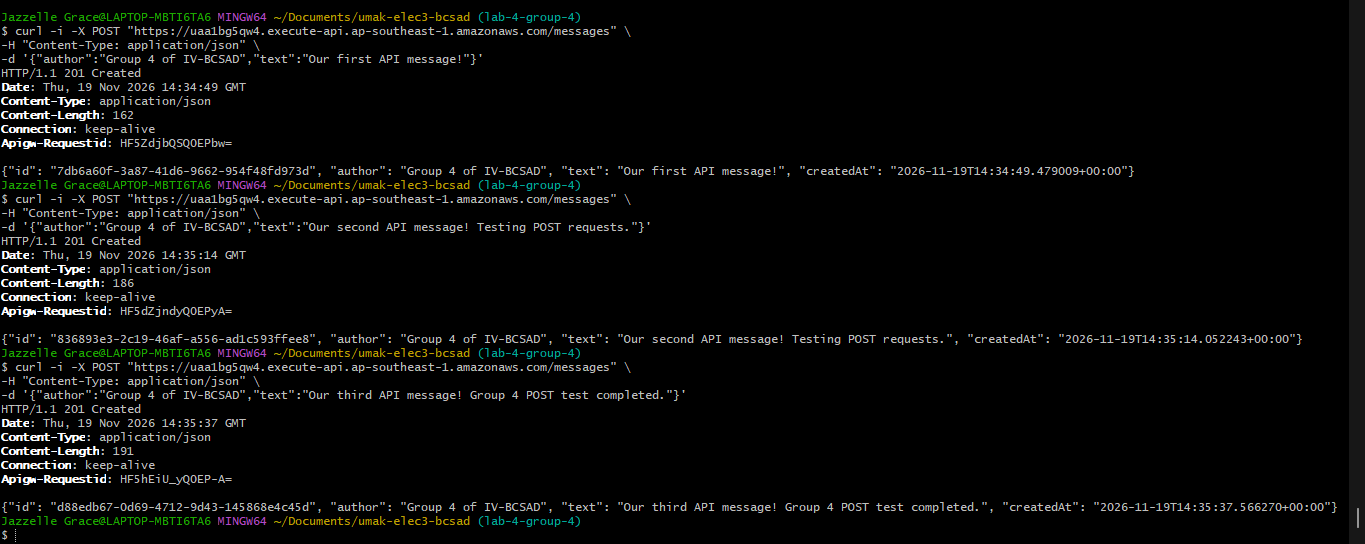 Jazzelle Grace@LAPTOP-MBTI6TA6 MINGW64 ~/Documents/umak-elec3-bcsad (lab-4-group-4)
$ curl -i -X POST "https://uaa1bg5qw4.execute-api.ap-southeast-1.amazonaws.com/messages" \
-H "Content-Type: application/json" \
-d '{"author":"Group 4 of IV-BCSAD","text":"Our first API message!"}'
HTTP/1.1 201 Created
Date: Thu, 19 Nov 2026 14:34:49 GMT
Content-Type: application/json
Content-Length: 162
Connection: keep-alive
Apigw-Requestid: HF5ZdjbQSQOEPbw=
{"id": "7db6a60f-3a87-41d6-9662-954f48fd973d", "author": "Group 4 of IV-BCSAD", "text": "Our first API message!", "createdAt": "2026-11-19T14:34:49.479009+00:00"}
Jazzelle Grace@LAPTOP-MBTI6TA6 MINGW64 ~/Documents/umak-elec3-bcsad (lab-4-group-4)
$ curl -i -X POST "https://uaa1bg5qw4.execute-api.ap-southeast-1.amazonaws.com/messages" \
-H "Content-Type: application/json" \
-d '{"author":"Group 4 of IV-BCSAD","text":"Our second API message! Testing POST requests."}'
HTTP/1.1 201 Created
Date: Thu, 19 Nov 2026 14:35:14 GMT
Content-Type: application/json
Content-Length: 186
Connection: keep-alive
Apigw-Requestid: HF5dZjndyQOEPyA=
{"id": "836893e3-2c19-46af-a556-ad1c593ffee8", "author": "Group 4 of IV-BCSAD", "text": "Our second API message! Testing POST requests.", "createdAt": "2026-11-19T14:35:14.052243+00:00"}
Jazzelle Grace@LAPTOP-MBTI6TA6 MINGW64 ~/Documents/umak-elec3-bcsad (lab-4-group-4)
$ curl -i -X POST "https://uaa1bg5qw4.execute-api.ap-southeast-1.amazonaws.com/messages" \
-H "Content-Type: application/json" \
-d '{"author":"Group 4 of IV-BCSAD","text":"Our third API message! Group 4 POST test completed."}'
HTTP/1.1 201 Created
Date: Thu, 19 Nov 2026 14:35:37 GMT
Content-Type: application/json
Content-Length: 191
Connection: keep-alive
Apigw-Requestid: HF5hEiU_yQOEP-A=
{"id": "d88edb67-0d69-4712-9d43-145868e4c45d", "author": "Group 4 of IV-BCSAD", "text": "Our third API message! Group 4 POST test completed.", "createdAt": "2026-11-19T14:35:37.566270+00:00"}
Jazzelle Grace@LAPTOP-MBTI6TA6 MINGW64 ~/Documents/umak-elec3-bcsad (lab-4-group-4)
$